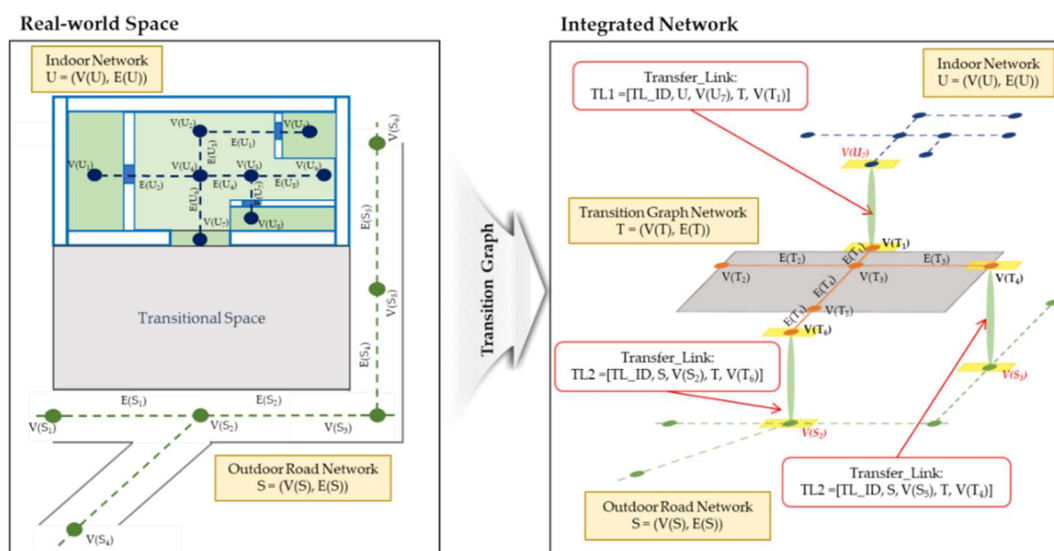 Real-world Space
Indoor Network
U = (V(U), E(U))
V(U₂)
V(U₃)
E(U₁)
E(U₃)
V(U₁)
V(U₄)
V(U₅)
V(U₆)
E(U₂)
E(U₄)
E(U₅)
E(U₇)
E(U₆)
V(U₇)
V(U₈)
V(S₆)
E(S₅)
V(S₅)
E(S₄)
Transitional Space
E(S₁)
E(S₂)
V(S₁)
V(S₂)
V(S₃)
Outdoor Road Network
S = (V(S), E(S))
V(S₄)
Transition Graph
Integrated Network
Indoor Network
U = (V(U), E(U))
Transfer_Link:
TL1 =[TL_ID, U, V(U₇), T, V(T₁)]
V(U₇)
Transition Graph Network
T = (V(T), E(T))
V(T₁)
E(T₁)
E(T₂)
E(T₃)
V(T₂)
V(T₃)
V(T₄)
E(T₄)
V(T₅)
E(T₅)
V(T₆)
Transfer_Link:
TL2 =[TL_ID, S, V(S₂), T, V(T₆)]
V(S₅)
V(S₂)
Transfer_Link:
TL2 =[TL_ID, S, V(S₅), T, V(T₄)]
Outdoor Road Network
S = (V(S), E(S))